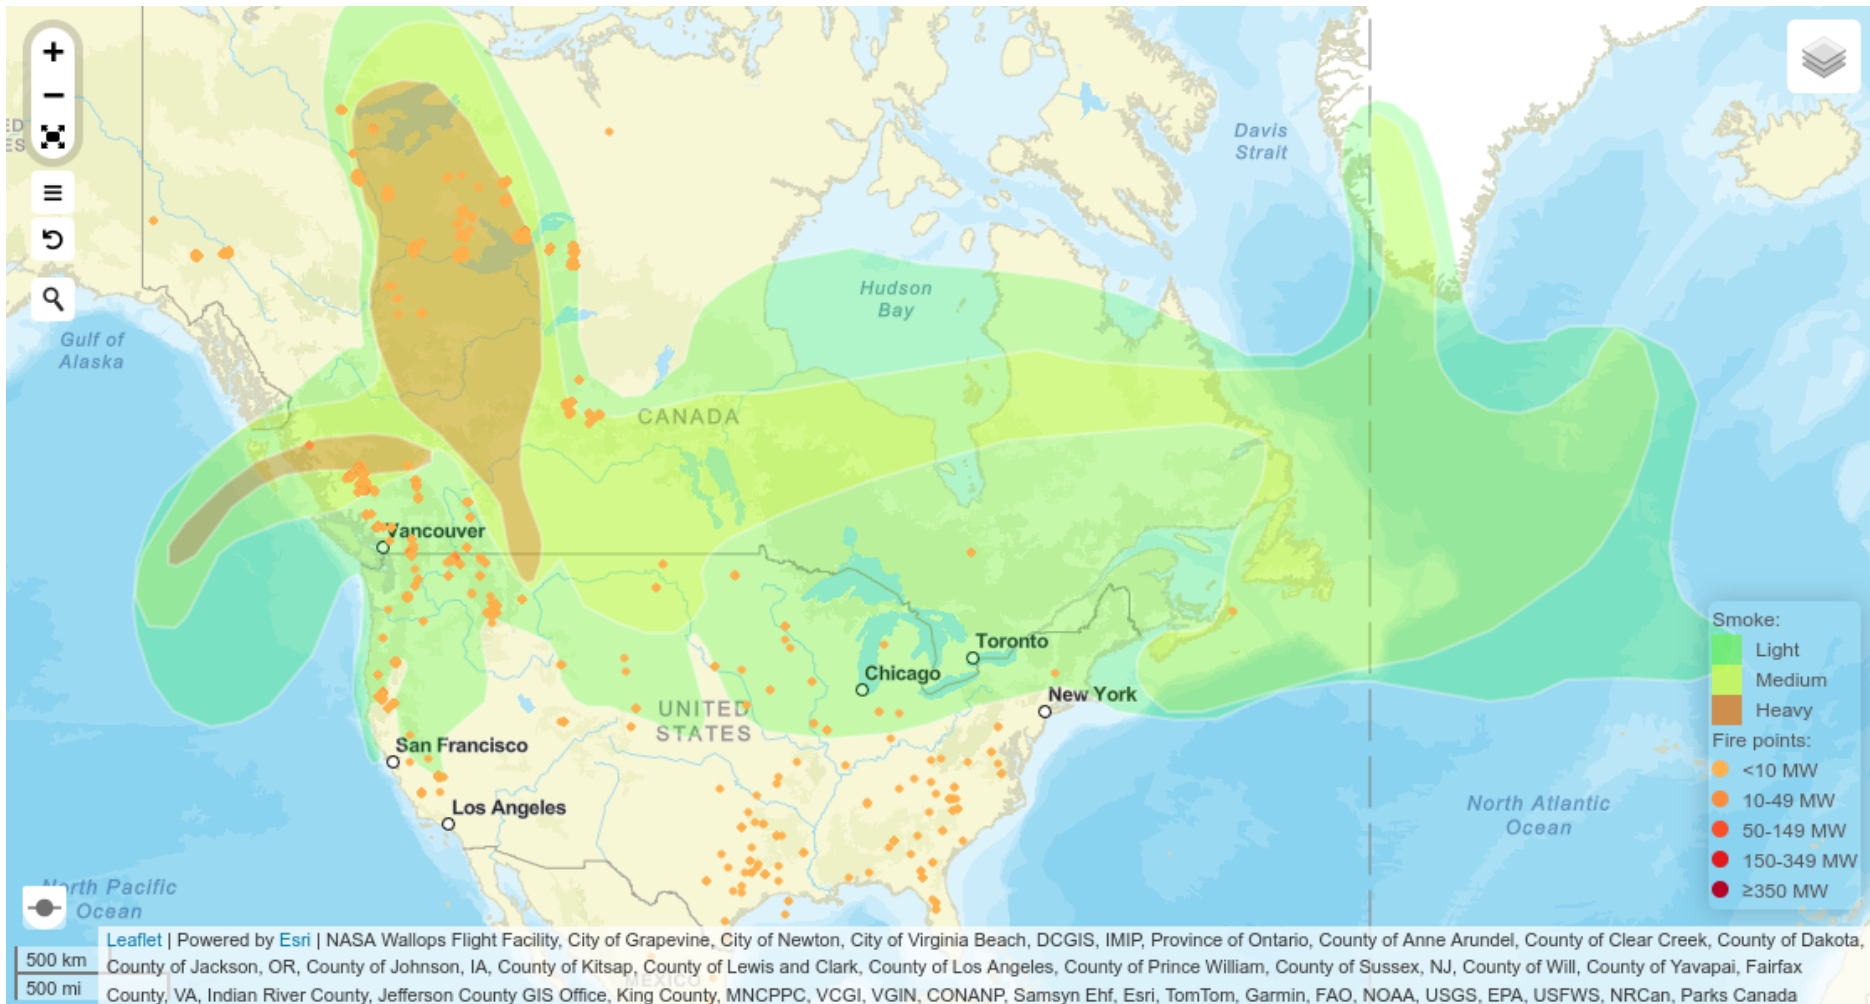 +
−
ED
ES
Davis
Strait
Hudson
Bay
Gulf of
Alaska
CANADA
Vancouver
Toronto
Chicago
New York
UNITED
STATES
San Francisco
Los Angeles
North Atlantic
Ocean
North Pacific
Ocean
MEXICO
Smoke:
Light
Medium
Heavy
Fire points:
<10 MW
10-49 MW
50-149 MW
150-349 MW
≥350 MW
500 km
500 mi
Leaflet | Powered by Esri | NASA Wallops Flight Facility, City of Grapevine, City of Newton, City of Virginia Beach, DCGIS, IMIP, Province of Ontario, County of Anne Arundel, County of Clear Creek, County of Dakota,
County of Jackson, OR, County of Johnson, IA, County of Kitsap, County of Lewis and Clark, County of Los Angeles, County of Prince William, County of Sussex, NJ, County of Will, County of Yavapai, Fairfax
County, VA, Indian River County, Jefferson County GIS Office, King County, MNCPPC, VCGI, VGIN, CONANP, Samsyn Ehf, Esri, TomTom, Garmin, FAO, NOAA, USGS, EPA, USFWS, NRCan, Parks Canada